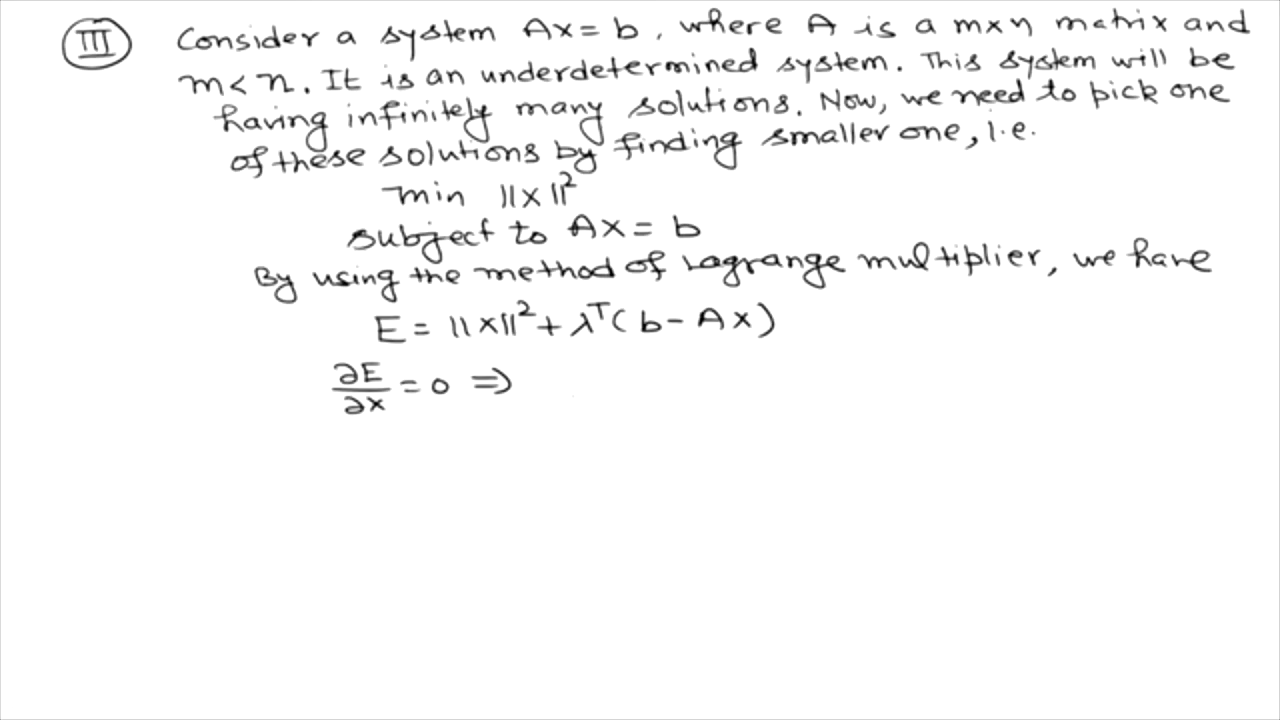 III Consider a system Ax = b, where A is a m×n matrix and
m < n. It is an underdetermined system. This system will be
having infinitely many solutions. Now, we need to pick one
of these solutions by finding smaller one, i.e.
min ||x||²
subject to Ax = b
By using the method of Lagrange multiplier, we have
E = ||x||² + λᵀ(b - Ax)
∂E/∂x = 0 ⇒